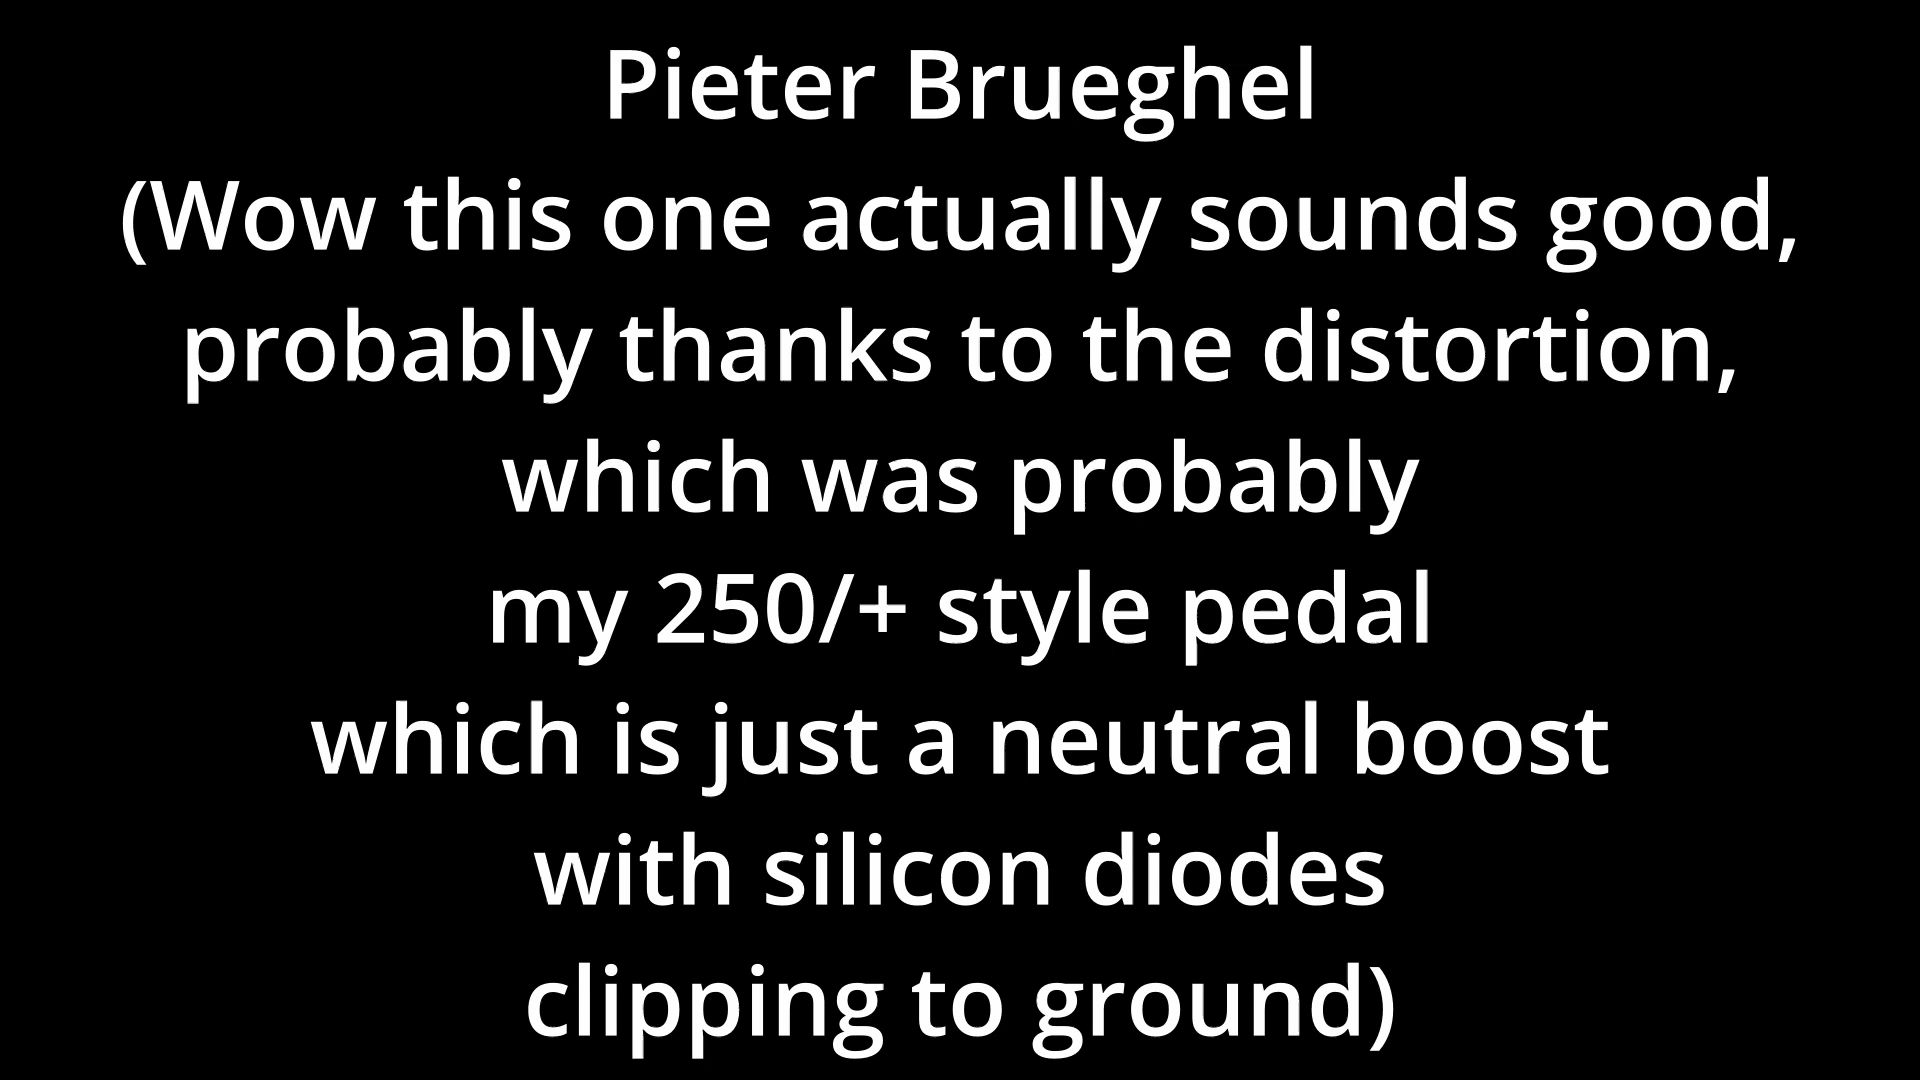 Pieter Brueghel
(Wow this one actually sounds good,
probably thanks to the distortion,
which was probably
my 250/+ style pedal
which is just a neutral boost
with silicon diodes
clipping to ground)